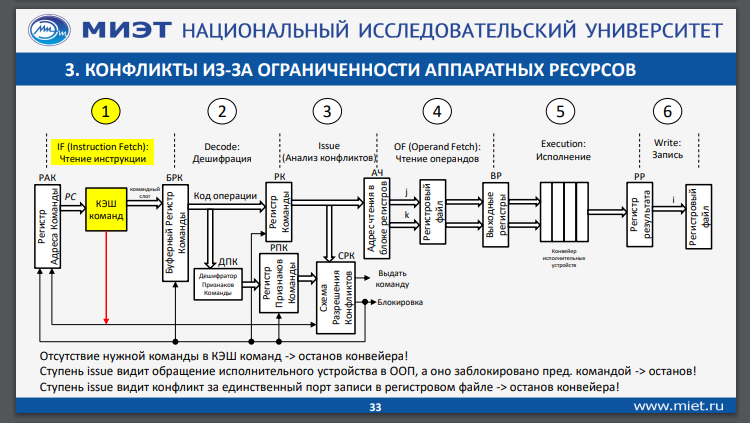 МИЭТ НАЦИОНАЛЬНЫЙ ИССЛЕДОВАТЕЛЬСКИЙ УНИВЕРСИТЕТ
3. КОНФЛИКТЫ ИЗ-ЗА ОГРАНИЧЕННОСТИ АППАРАТНЫХ РЕСУРСОВ
1
2
3
4
5
6
IF (Instruction Fetch):
Чтение инструкции
Decode:
Дешифрация
Issue
(Анализ конфликтов)
OF (Operand Fetch):
Чтение операндов
Execution:
Исполнение
Write:
Запись
РАК
Регистр
Адреса Команды
PC
КЭШ
команд
командный
слог
БРК
Буферный Регистр
Команды
Код операции
ДПК
Дешифратор
Признаков
Команды
РК
Регистр
Команды
РПК
Регистр
Признаков
Команды
СРК
Схема
Разрешения
Конфликтов
Выдать
команду
Блокировка
АЧ
Адрес чтения в
блоке регистров
j
k
Регистровый
файл
ВР
Выходные
регистры
Конвейер
исполнительных
устройств
РР
Регистр
результата
i
Регистровый
файл
Отсутствие нужной команды в КЭШ команд -> останов конвейера!
Ступень issue видит обращение исполнительного устройства в ООП, а оно заблокировано пред. командой -> останов!
Ступень issue видит конфликт за единственный порт записи в регистровом файле -> останов конвейера!
33
www.miet.ru